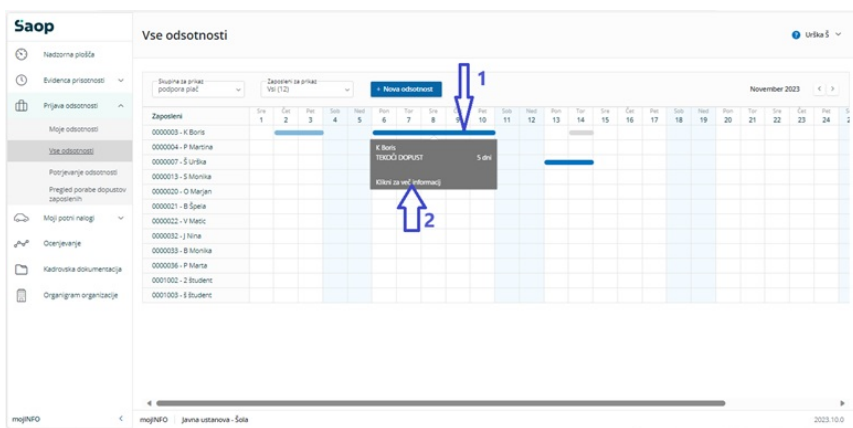 Saop
Vse odsotnosti
Urška Š
Nadzorna plošča
Evidenca prisotnosti
Prijava odsotnosti
Moje odsotnosti
Vse odsotnosti
Potrjevanje odsotnosti
Pregled porabe dopustov
zaposlenih
Moji potni nalogi
Ocenjevanje
Kadrovska dokumentacija
Organigram organizacije
mojINFO
Skupina za prikaz
podpora plač
Zaposleni za prikaz
Vsi (12)
+ Nova odsotnost
1
November 2023
Zaposleni
Sre Čet Pet Sob Ned Pon Tor Sre Čet Pet Sob Ned Pon Tor Sre Čet Pet Sob Ned Pon Tor Sre Čet Pet
1 2 3 4 5 6 7 8 9 10 11 12 13 14 15 16 17 18 19 20 21 22 23 24
0000003 - K Boris
0000004 - P Martina
0000007 - Š Urška
0000013 - S Monika
0000020 - O Marjan
0000021 - B Špela
0000022 - V Matic
0000032 - J Nina
0000033 - B Monika
0000036 - P Marta
0001002 - 2 študent
0001003 - š študent
K Boris
TEKOČI DOPUST 5 dni
Klikni za več informacij
2
mojINFO Javna ustanova - Šola
2023.10.0